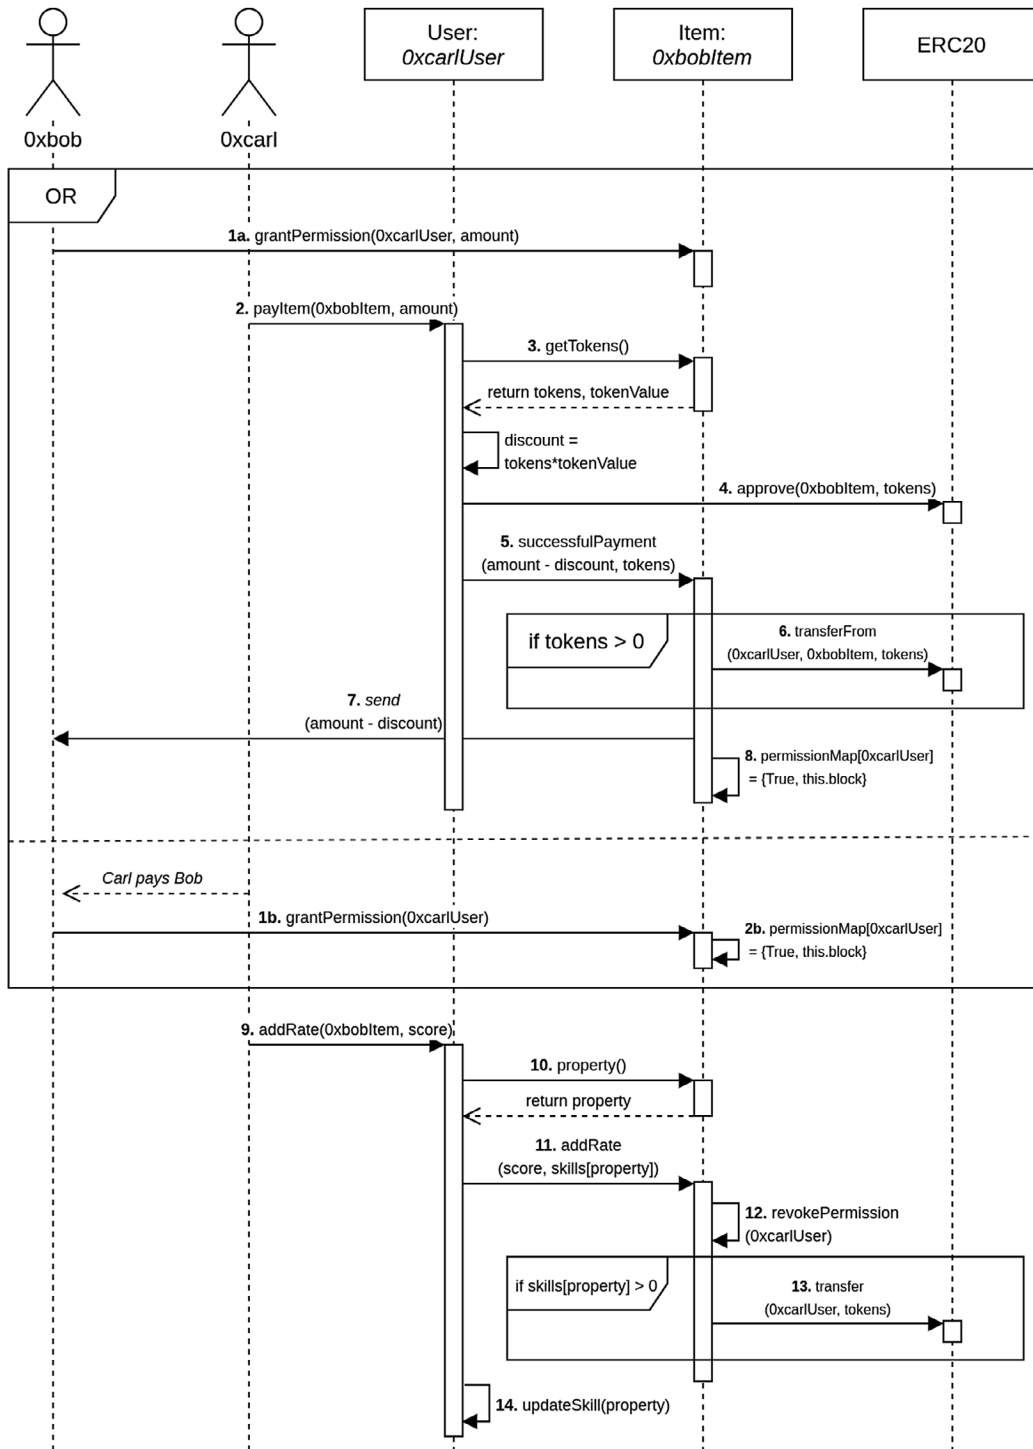 User:
0xcarlUser
Item:
0xbobItem
ERC20
0xbob
0xcarl
OR
1a. grantPermission(0xcarlUser, amount)
2. payItem(0xbobItem, amount)
3. getTokens()
return tokens, tokenValue
discount =
tokens*tokenValue
4. approve(0xbobItem, tokens)
5. successfulPayment
(amount - discount, tokens)
if tokens > 0
6. transferFrom
(0xcarlUser, 0xbobItem, tokens)
7. send
(amount - discount)
8. permissionMap[0xcarlUser]
= {True, this.block}
Carl pays Bob
1b. grantPermission(0xcarlUser)
2b. permissionMap[0xcarlUser]
= {True, this.block}
9. addRate(0xbobItem, score)
10. property()
return property
11. addRate
(score, skills[property])
12. revokePermission
(0xcarlUser)
if skills[property] > 0
13. transfer
(0xcarlUser, tokens)
14. updateSkill(property)